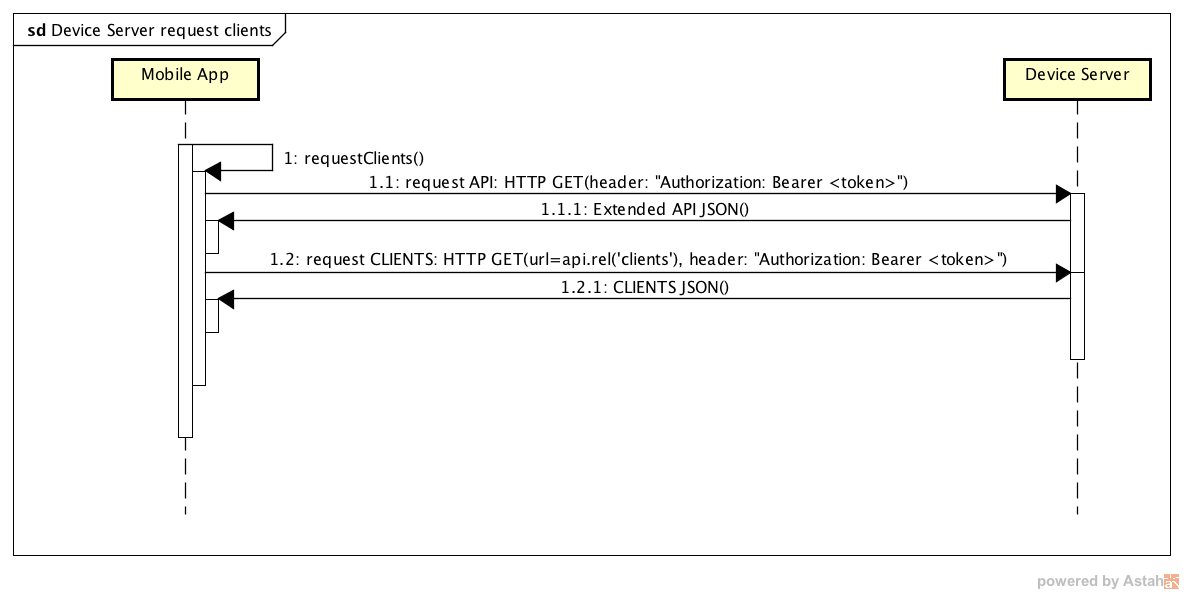 sd Device Server request clients
Mobile App
Device Server
1: requestClients()
1.1: request API: HTTP GET(header: "Authorization: Bearer <token>")
1.1.1: Extended API JSON()
1.2: request CLIENTS: HTTP GET(url=api.rel('clients'), header: "Authorization: Bearer <token>")
1.2.1: CLIENTS JSON()
powered by Astah